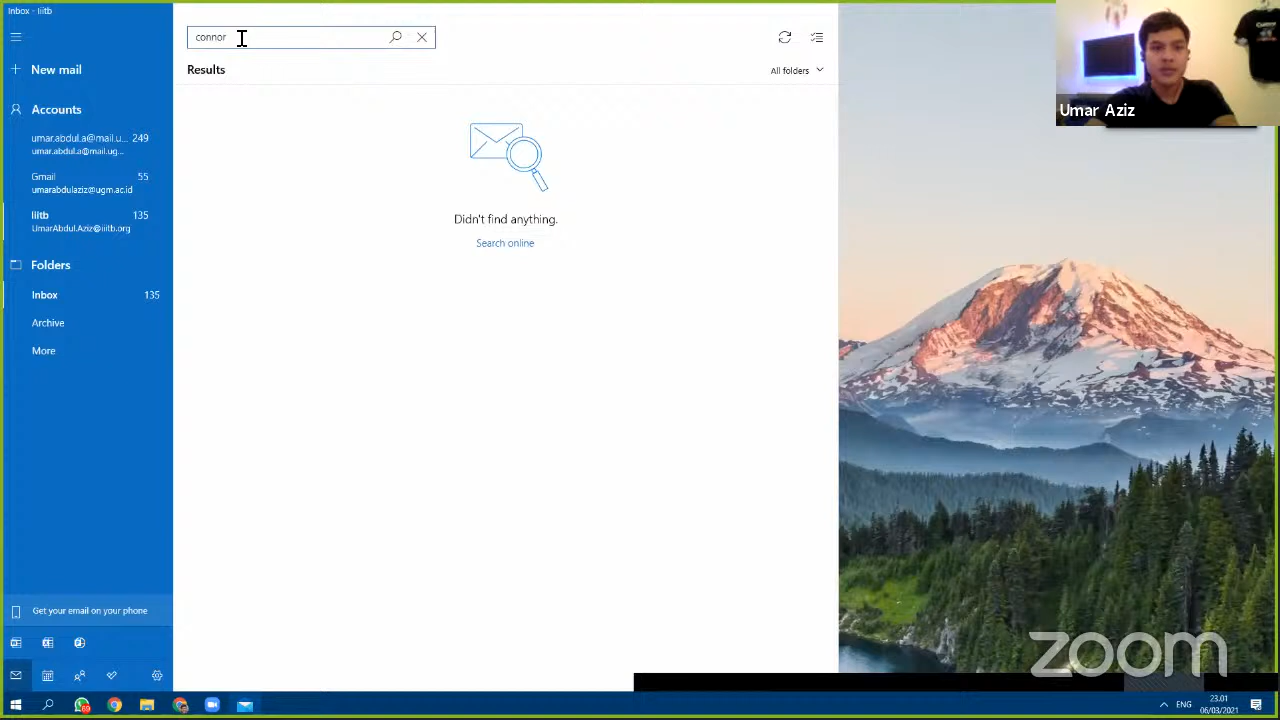 Inbox - Iiitb
connor
New mail
Results
All folders
Accounts
umar.abdul.a@mail.u... 249
umar.abdul.a@mail.ug...
Gmail 55
umarabdulaziz@ugm.ac.id
Iiitb 135
UmarAbdul.Aziz@iiitb.org
Folders
Inbox 135
Archive
More
Didn't find anything.
Search online
Get your email on your phone
Umar Aziz
zoom
69
ENG
23.01
06/03/2021